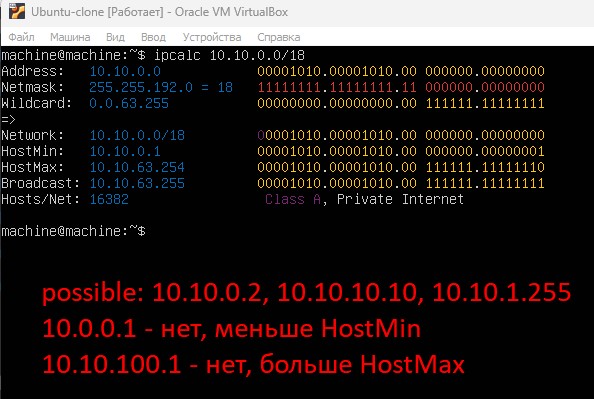 Ubuntu-clone [Работает] - Oracle VM VirtualBox
Файл Машина Вид Ввод Устройства Справка
machine@machine:~$ ipcalc 10.10.0.0/18
Address: 10.10.0.0 00001010.00001010.00 000000.00000000
Netmask: 255.255.192.0 = 18 11111111.11111111.11 000000.00000000
Wildcard: 0.0.63.255 00000000.00000000.00 111111.11111111
=>
Network: 10.10.0.0/18 00001010.00001010.00 000000.00000000
HostMin: 10.10.0.1 00001010.00001010.00 000000.00000001
HostMax: 10.10.63.254 00001010.00001010.00 111111.11111110
Broadcast: 10.10.63.255 00001010.00001010.00 111111.11111111
Hosts/Net: 16382 Class A, Private Internet
machine@machine:~$
possible: 10.10.0.2, 10.10.10.10, 10.10.1.255
10.0.0.1 - нет, меньше HostMin
10.10.100.1 - нет, больше HostMax